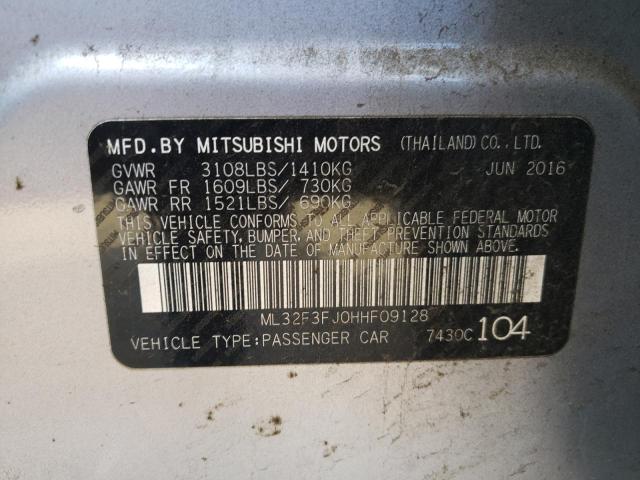 MFD.BY MITSUBISHI MOTORS (THAILAND)CO.,LTD.
GVWR 3108LBS/1410KG JUN 2016
GAWR FR 1609LBS/ 730KG
GAWR RR 1521LBS/ 690KG
THIS VEHICLE CONFORMS TO ALL APPLICABLE FEDERAL MOTOR
VEHICLE SAFETY, BUMPER, AND THEFT PREVENTION STANDARDS
IN EFFECT ON THE DATE OF MANUFACTURE SHOWN ABOVE.
ML32F3FJ0HHF09128
VEHICLE TYPE:PASSENGER CAR 7430C 104